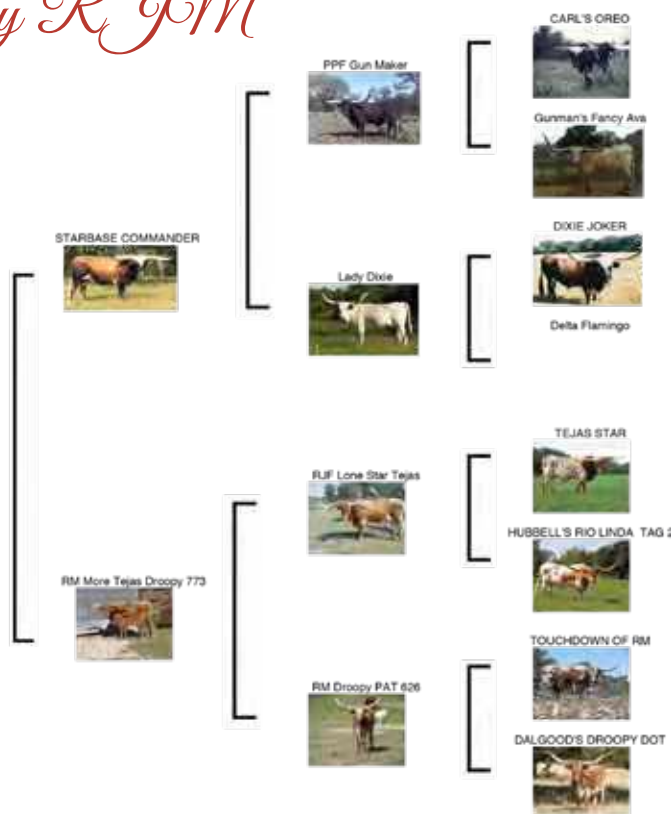 y RJM
CARL'S OREO
PPF Gun Maker
Gunman's Fancy Ava
STARBASE COMMANDER
DIXIE JOKER
Lady Dixie
Delta Flamingo
TEJAS STAR
RJF Lone Star Tejas
HUBBELL'S RIO LINDA TAG 2
RM More Tejas Droopy 773
TOUCHDOWN OF RM
RM Droopy PAT 626
DALGOOD'S DROOPY DOT